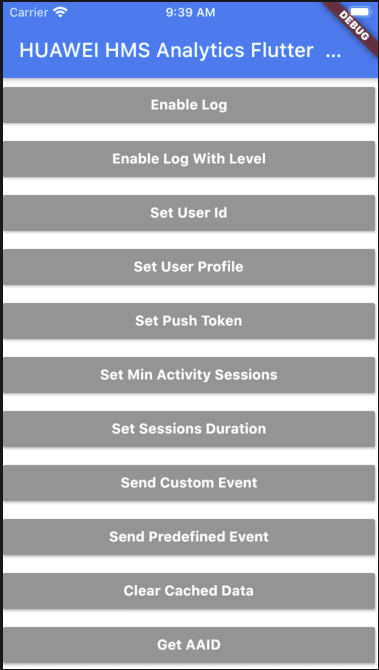 Carrier 9:39 AM
DEBUG
HUAWEI HMS Analytics Flutter ...
Enable Log
Enable Log With Level
Set User Id
Set User Profile
Set Push Token
Set Min Activity Sessions
Set Sessions Duration
Send Custom Event
Send Predefined Event
Clear Cached Data
Get AAID